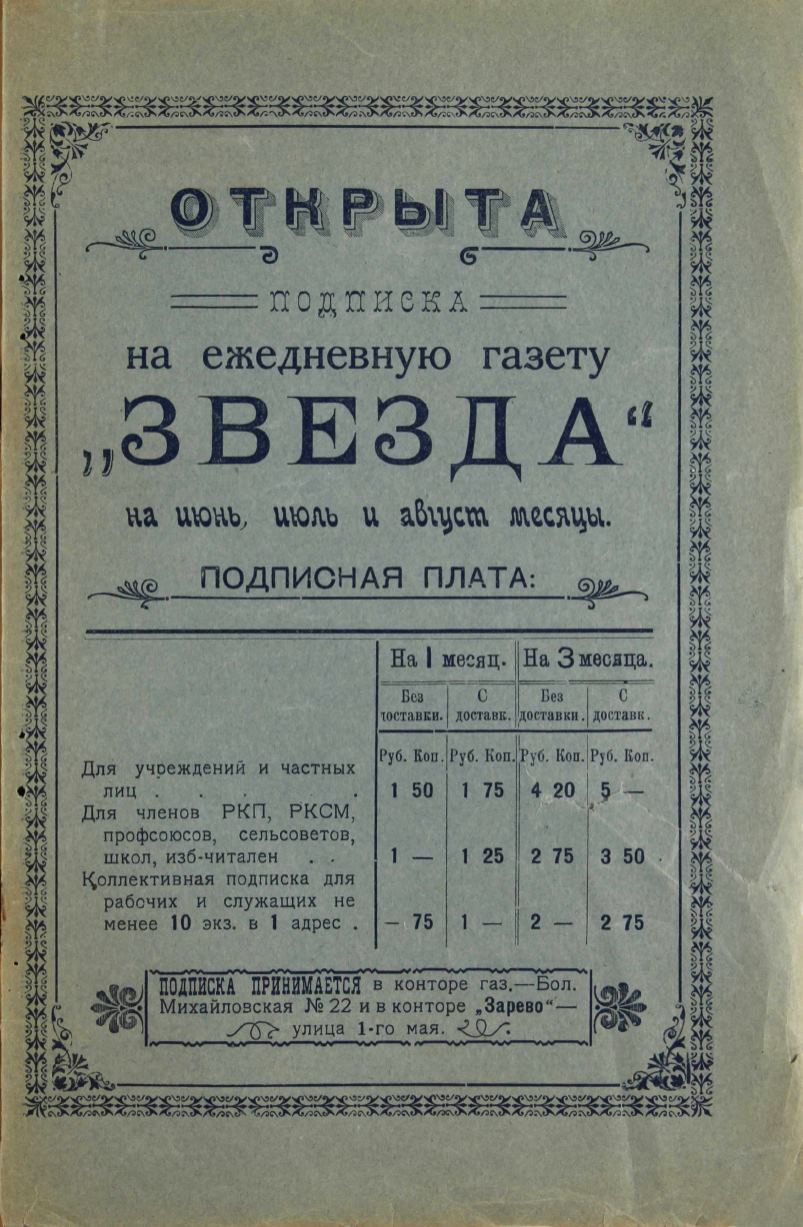 ОТКРЫТА
ПОДПИСКА
на ежедневную газету
„ЗВЕЗДА“
на июнь, июль и август месяцы.
ПОДПИСНАЯ ПЛАТА:
На 1 месяц. На 3 месяца.
Без С Без С
доставки. доставк. доставки. доставк.
Руб. Коп. Руб. Коп. Руб. Коп. Руб. Коп.
Для учреждений и частных
лиц . . . . 1 50 1 75 4 20 5 —
Для членов РКП, РКСМ,
профсоюсов, сельсоветов,
школ, изб-читален . . 1 — 1 25 2 75 3 50
Коллективная подписка для
рабочих и служащих не
менее 10 экз. в 1 адрес . — 75 1 — 2 — 2 75
ПОДПИСКА ПРИНИМАЕТСЯ в конторе газ.—Бол.
Михайловская № 22 и в конторе „Зарево“—
улица 1-го мая.